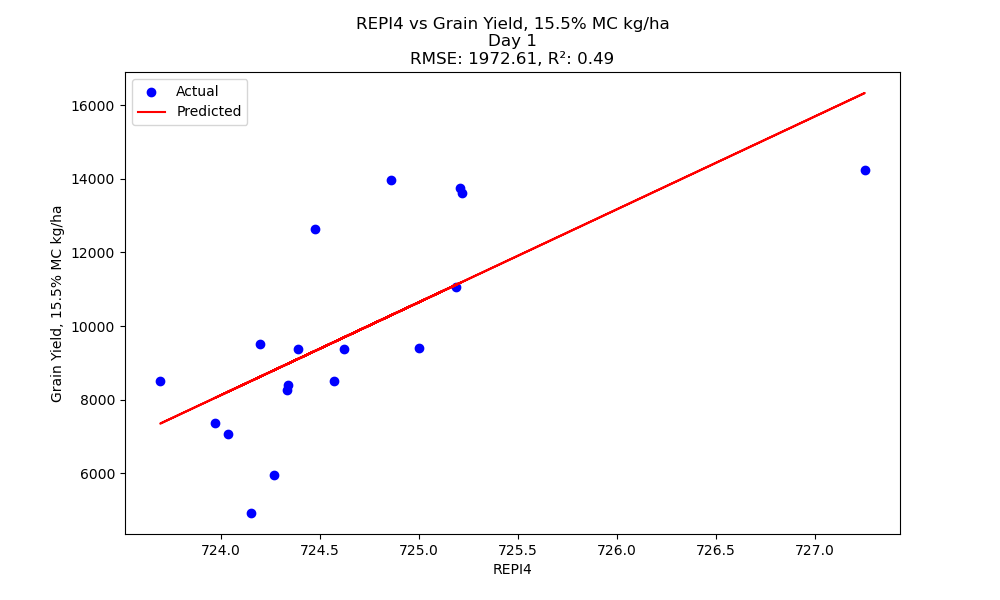 REPI4 vs Grain Yield, 15.5% MC kg/ha
Day 1
RMSE: 1972.61, R²: 0.49
Actual
Predicted
Grain Yield, 15.5% MC kg/ha
16000
14000
12000
10000
8000
6000
724.0 724.5 725.0 725.5 726.0 726.5 727.0
REPI4